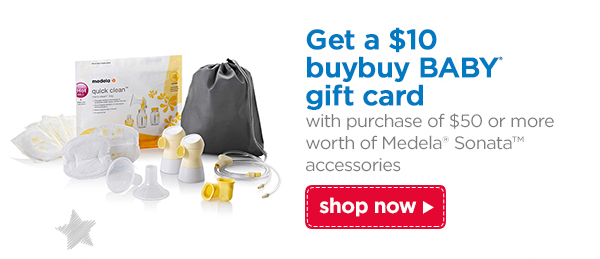 Get a $10
buybuy BABY®
gift card
with purchase of $50 or more
worth of Medela® Sonata™
accessories
shop now ▶
medela
quick clean™